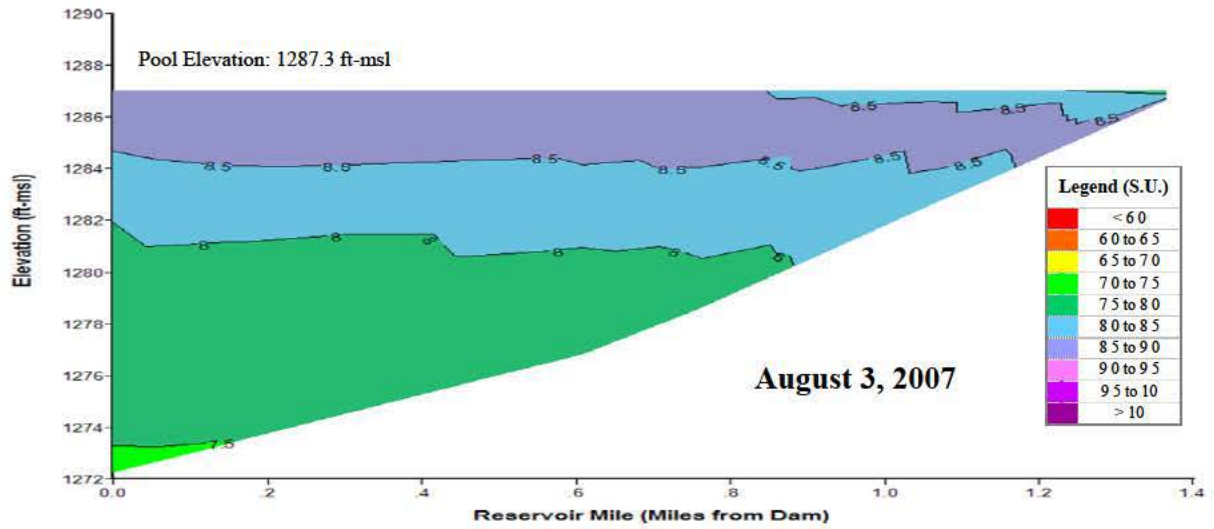 1290
1288
1286
1284
1282
1280
1278
1276
1274
1272
Elevation (ft-msl)
Pool Elevation: 1287.3 ft-msl
8.5 8.5 8.5
8.5 8.5 8.5 8.5 8.5 8.5 8.5
8 8 8 8 8 8
7.5
August 3, 2007
Legend (S.U.)
< 6 0
6 0 to 6 5
6 5 to 7 0
7 0 to 7 5
7 5 to 8 0
8 0 to 8 5
8 5 to 9 0
9 0 to 9 5
9 5 to 10
> 10
0.0 .2 .4 .6 .8 1.0 1.2 1.4
Reservoir Mile (Miles from Dam)